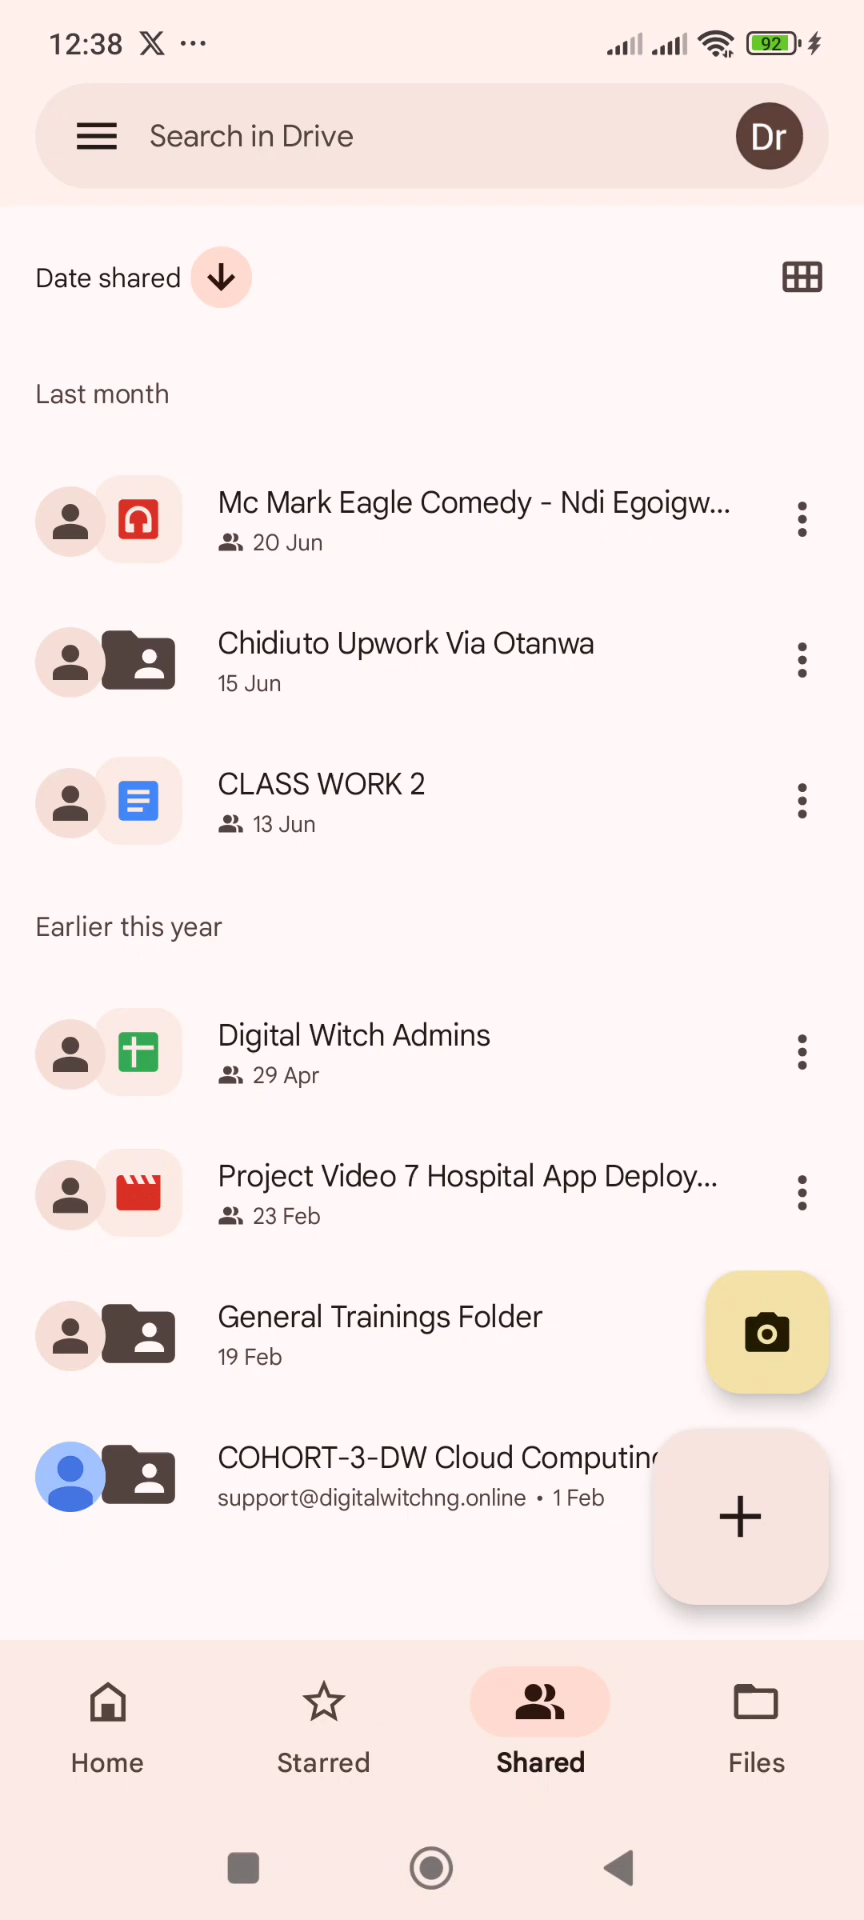 12:38
92
Search in Drive
Dr
Date shared
Last month
Mc Mark Eagle Comedy - Ndi Egoigw...
20 Jun
Chidiuto Upwork Via Otanwa
15 Jun
CLASS WORK 2
13 Jun
Earlier this year
Digital Witch Admins
29 Apr
Project Video 7 Hospital App Deploy...
23 Feb
General Trainings Folder
19 Feb
COHORT-3-DW Cloud Computing
support@digitalwitchng.online • 1 Feb
Home
Starred
Shared
Files